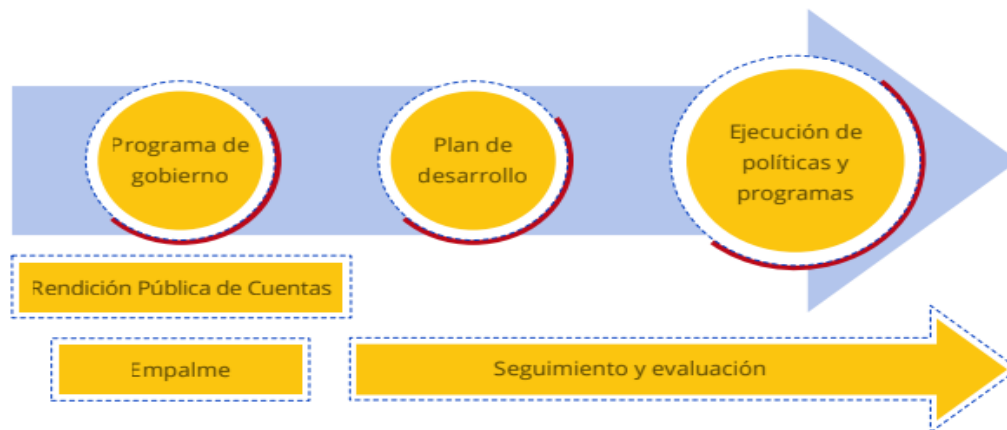 Programa de
gobierno
Plan de
desarrollo
Ejecución de
políticas y
programas
Rendición Pública de Cuentas
Empalme
Seguimiento y evaluación